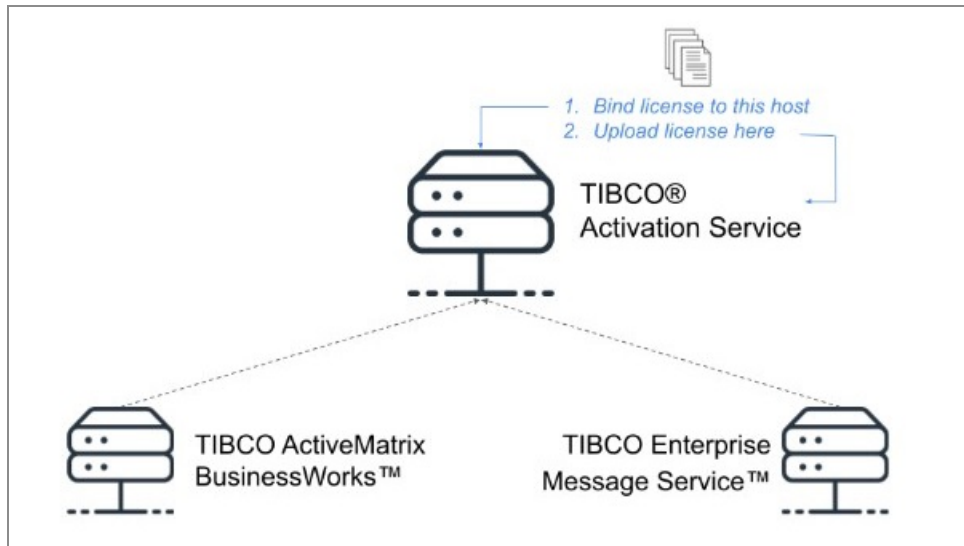 1. Bind license to this host
2. Upload license here
TIBCO®
Activation Service
TIBCO ActiveMatrix
BusinessWorks™
TIBCO Enterprise
Message Service™